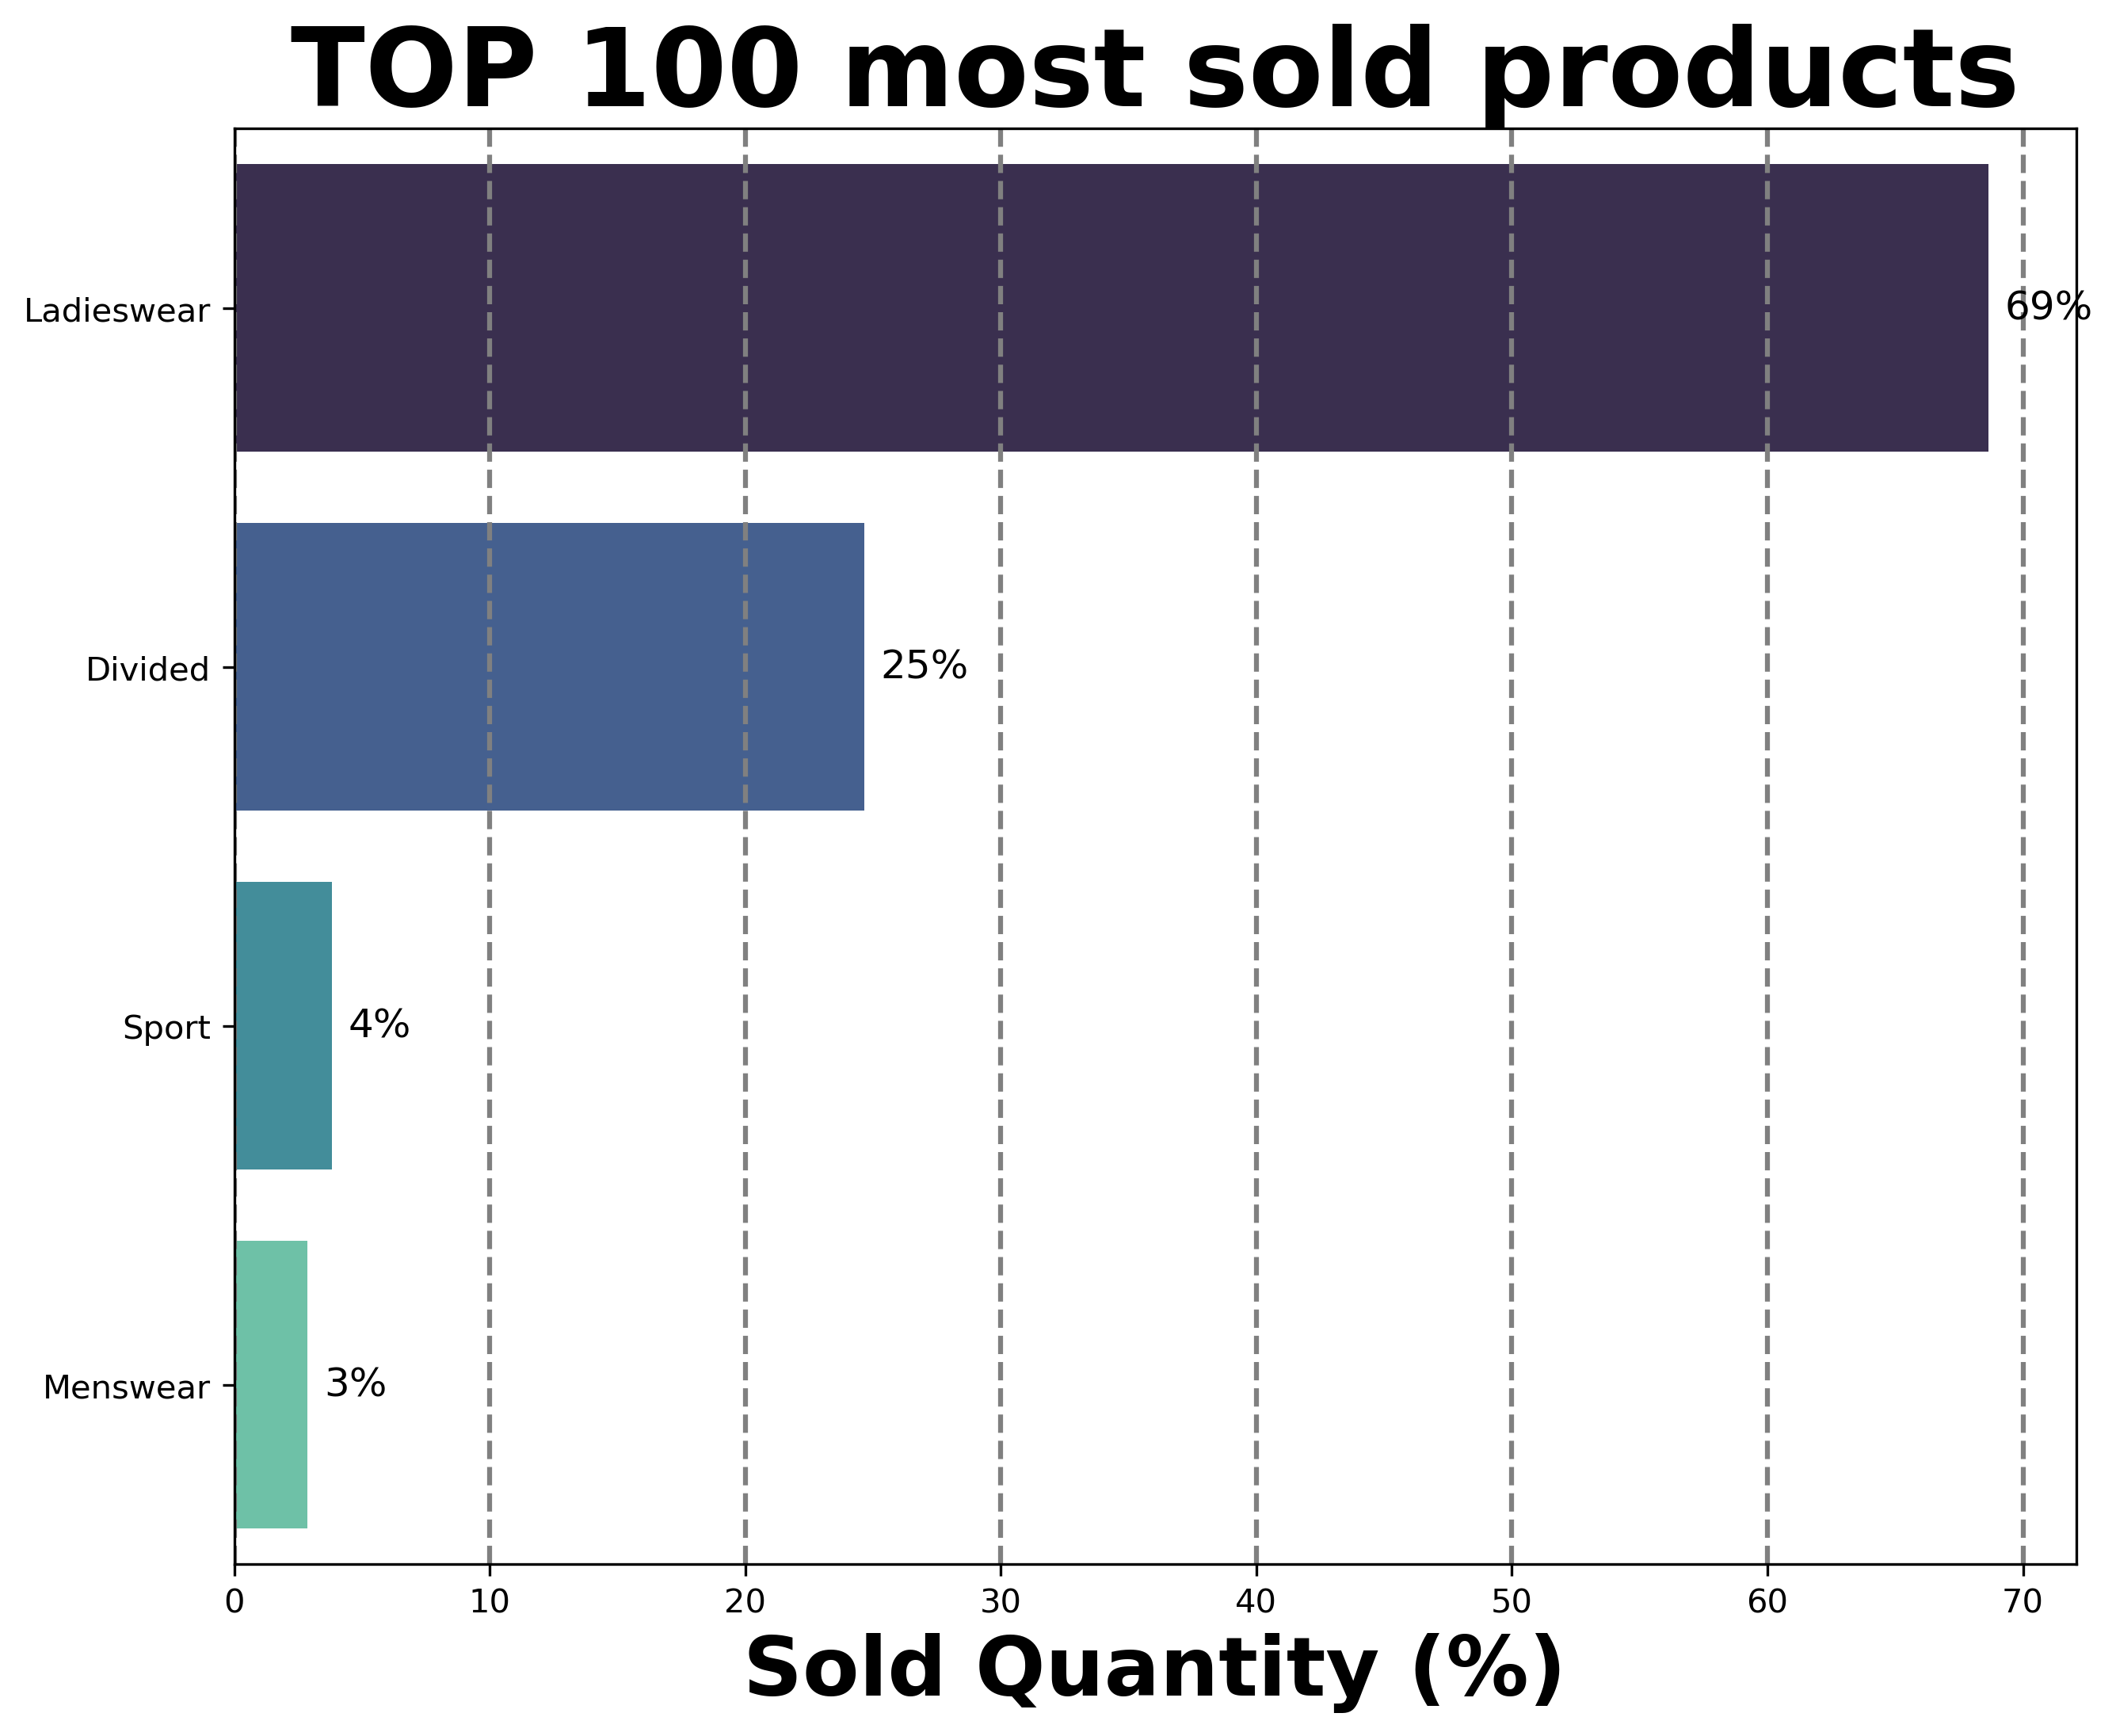 TOP 100 most sold products
Ladieswear
69%
Divided
25%
Sport
4%
Menswear
3%
0 10 20 30 40 50 60 70
Sold Quantity (%)